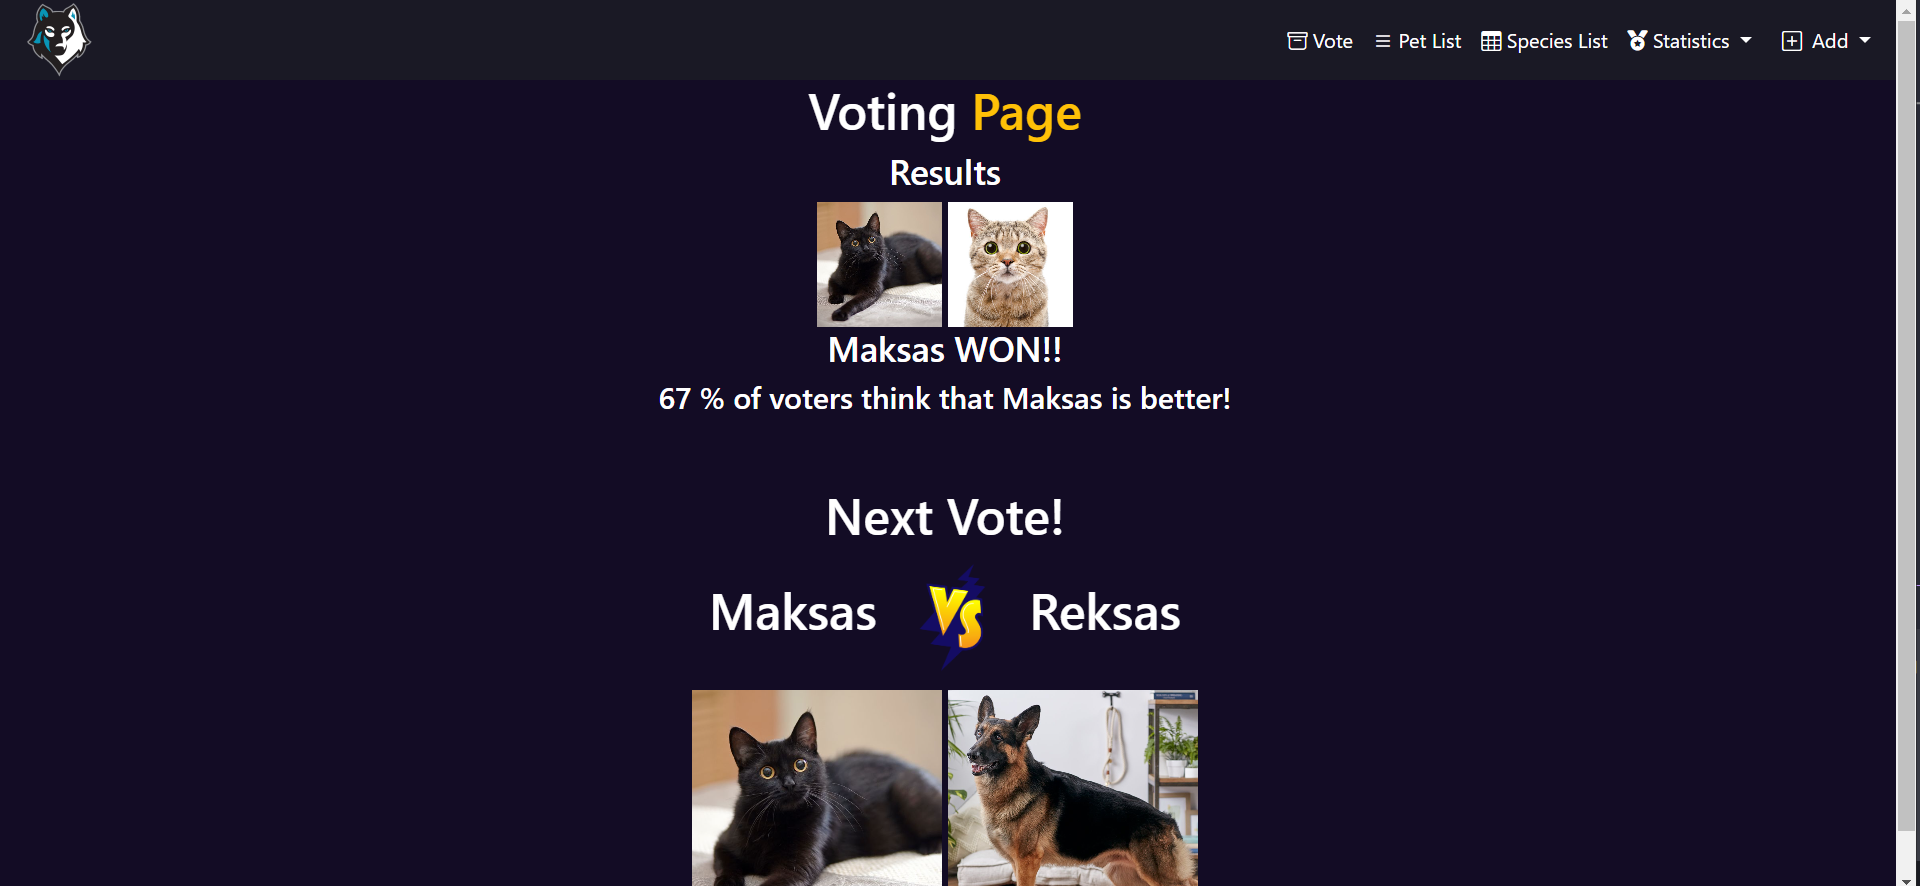 Vote Pet List Species List Statistics Add
Voting Page
Results
Maksas WON!!
67 % of voters think that Maksas is better!
Next Vote!
Maksas VS Reksas